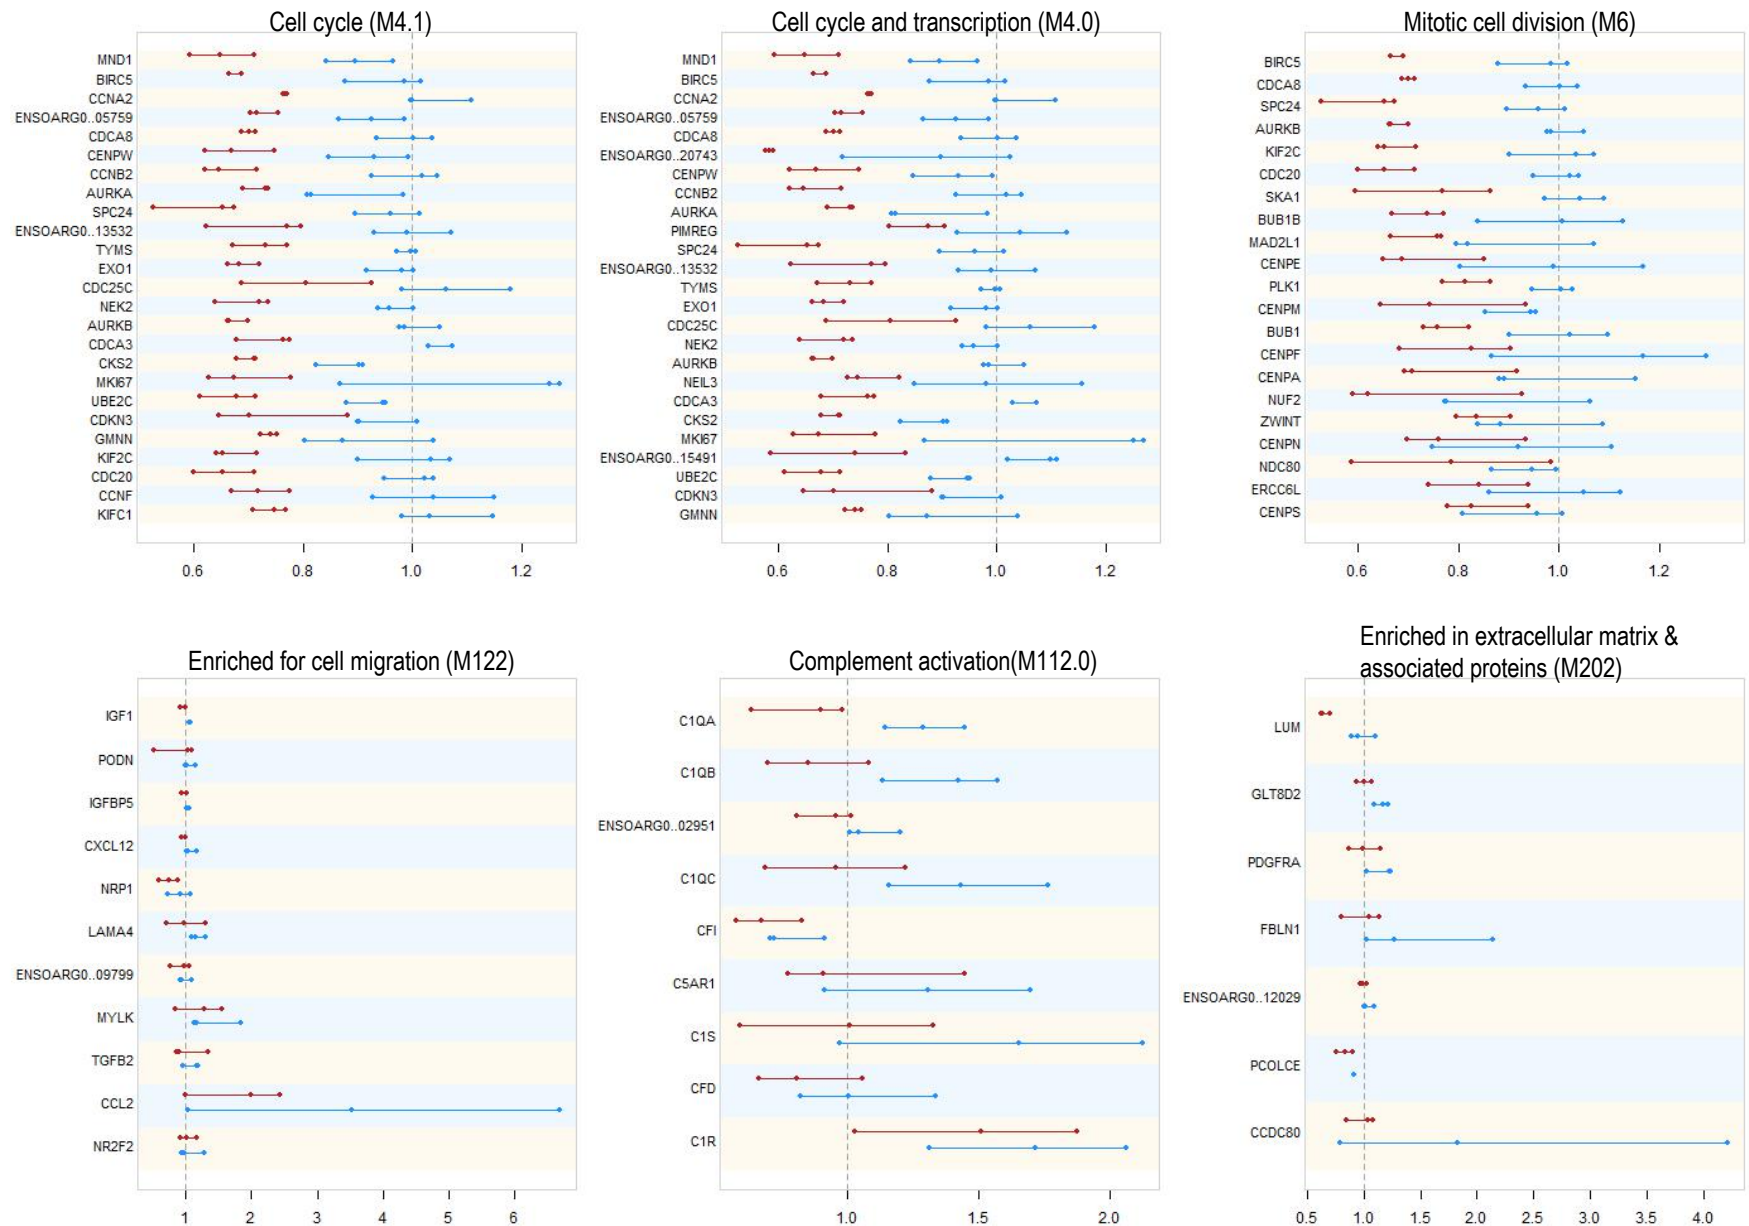 Cell cycle (M4.1)
MND1
BIRC5
CCNA2
ENSOARG0..05759
CDCA8
CENPW
CCNB2
AURKA
SPC24
ENSOARG0..13532
TYMS
EXO1
CDC25C
NEK2
AURKB
CDCA3
CKS2
MKI67
UBE2C
CDKN3
GMNN
KIF2C
CDC20
CCNF
KIFC1
0.6 0.8 1.0 1.2
Cell cycle and transcription (M4.0)
MND1
BIRC5
CCNA2
ENSOARG0..05759
CDCA8
ENSOARG0..20743
CENPW
CCNB2
AURKA
PIMREG
SPC24
ENSOARG0..13532
TYMS
EXO1
CDC25C
NEK2
AURKB
NEIL3
CDCA3
CKS2
MKI67
ENSOARG0..15491
UBE2C
CDKN3
GMNN
0.6 0.8 1.0 1.2
Mitotic cell division (M6)
BIRC5
CDCA8
SPC24
AURKB
KIF2C
CDC20
SKA1
BUB1B
MAD2L1
CENPE
PLK1
CENPM
BUB1
CENPF
CENPA
NUF2
ZWINT
CENPN
NDC80
ERCC6L
CENPS
0.6 0.8 1.0 1.2
Enriched for cell migration (M122)
IGF1
PODN
IGFBP5
CXCL12
NRP1
LAMA4
ENSOARG0..09799
MYLK
TGFB2
CCL2
NR2F2
1 2 3 4 5 6
Complement activation(M112.0)
C1QA
C1QB
ENSOARG0..02951
C1QC
CFI
C5AR1
C1S
CFD
C1R
1.0 1.5 2.0
Enriched in extracellular matrix &
associated proteins (M202)
LUM
GLT8D2
PDGFRA
FBLN1
ENSOARG0..12029
PCOLCE
CCDC80
0.5 1.0 1.5 2.0 2.5 3.0 3.5 4.0